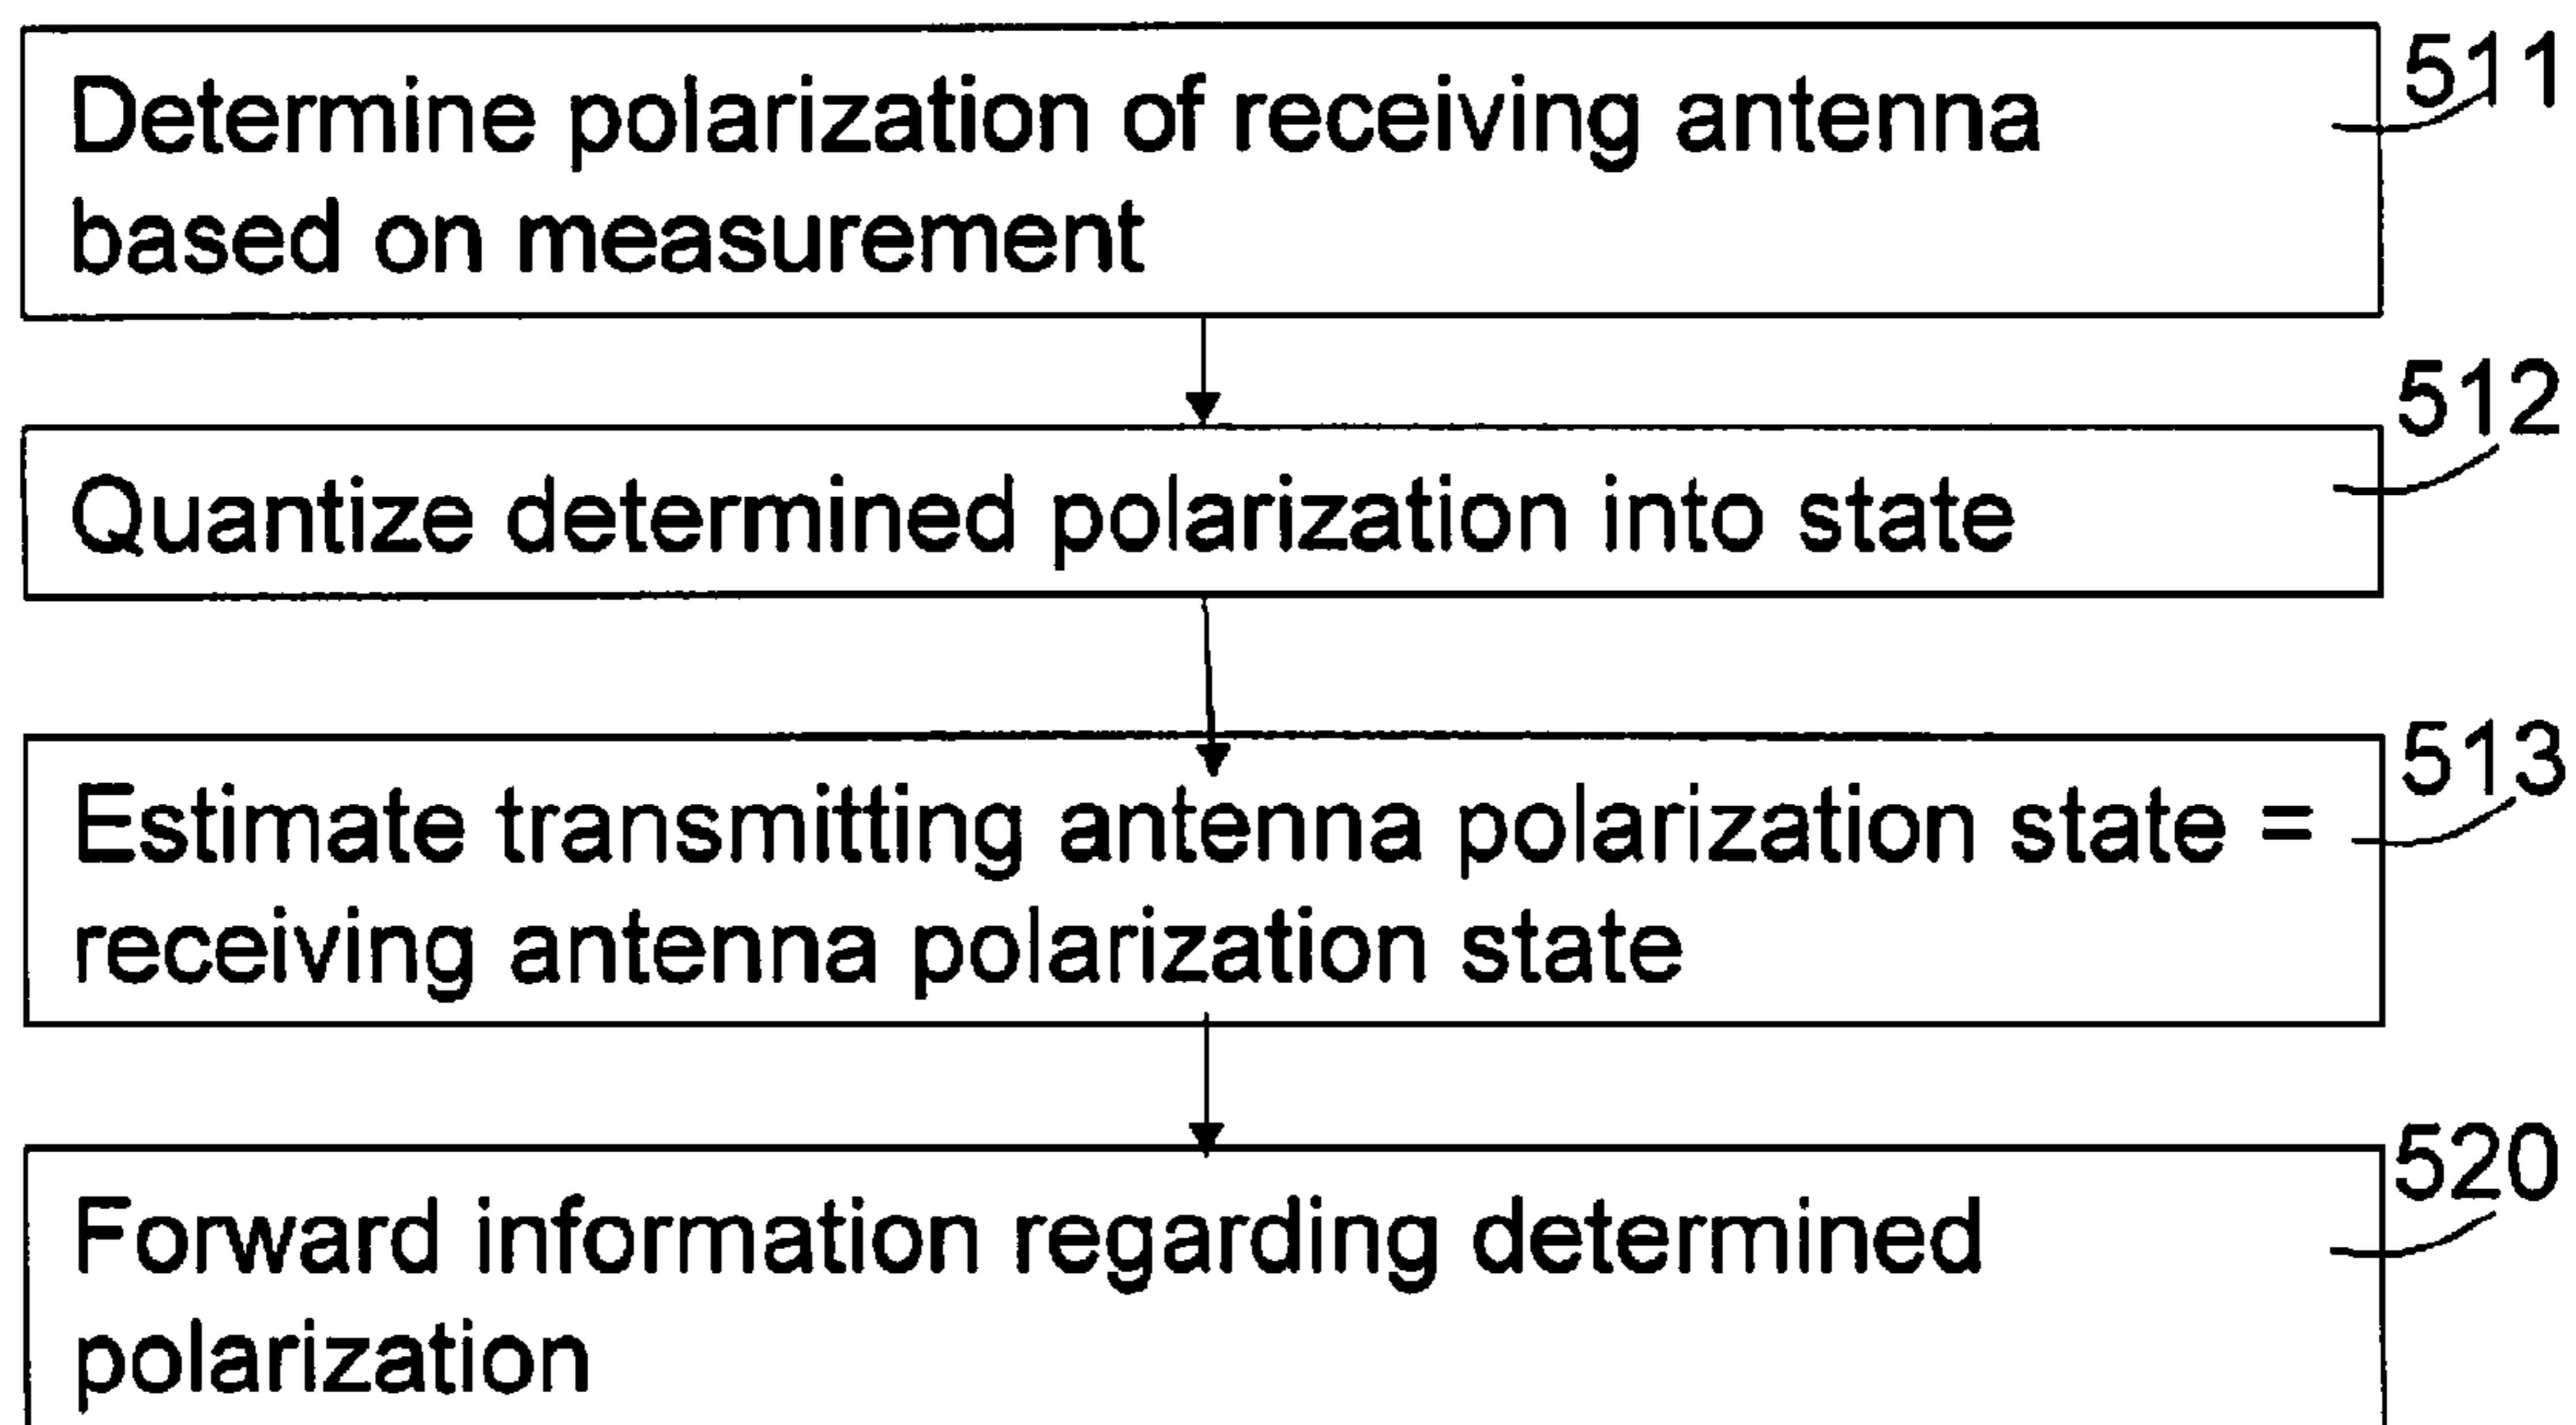 Determine polarization of receiving antenna
based on measurement
511
Quantize determined polarization into state
512
Estimate transmitting antenna polarization state =
receiving antenna polarization state
513
Forward information regarding determined
polarization
520